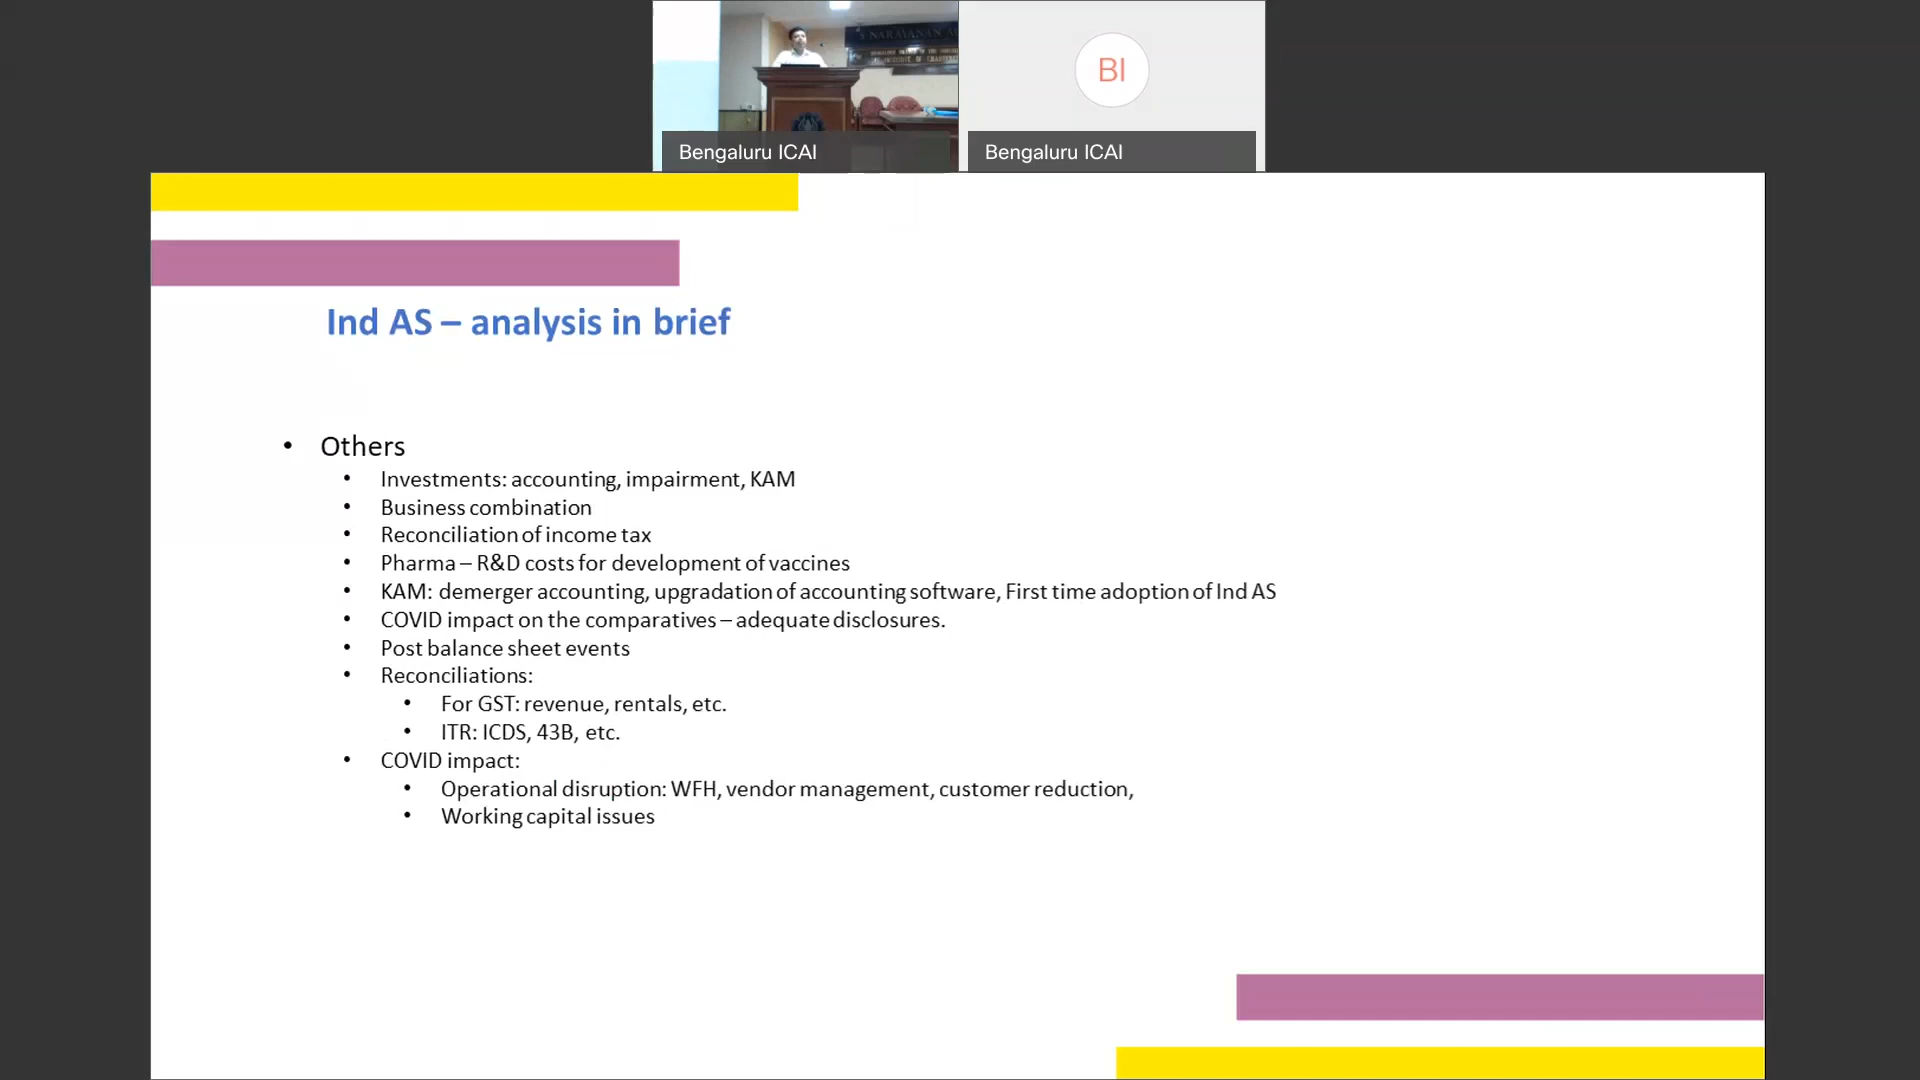 S NARAYANAN
BI
Bengaluru ICAI
Bengaluru ICAI
Ind AS – analysis in brief
• Others
• Investments: accounting, impairment, KAM
• Business combination
• Reconciliation of income tax
• Pharma – R&D costs for development of vaccines
• KAM: demerger accounting, upgradation of accounting software, First time adoption of Ind AS
• COVID impact on the comparatives – adequate disclosures.
• Post balance sheet events
• Reconciliations:
• For GST: revenue, rentals, etc.
• ITR: ICDS, 43B, etc.
• COVID impact:
• Operational disruption: WFH, vendor management, customer reduction,
• Working capital issues